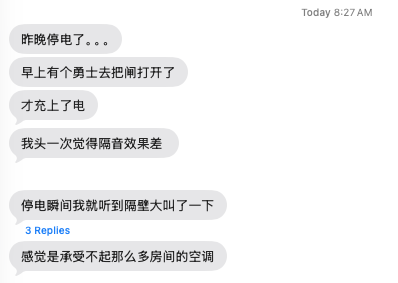 Today 8:27 AM
昨晚停电了。。。
早上有个勇士去把闸打开了
才充上了电
我头一次觉得隔音效果差
停电瞬间我就听到隔壁大叫了一下
3 Replies
感觉是承受不起那么多房间的空调